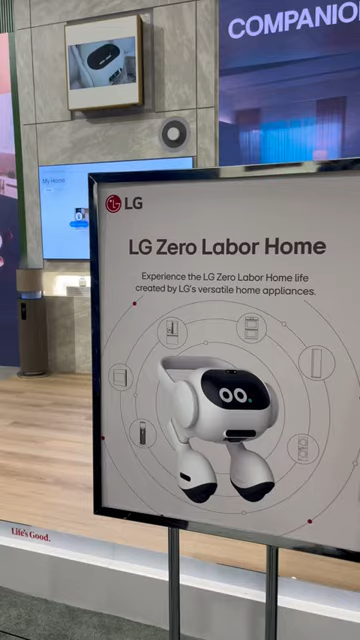 COMPANION
My Home
LG
LG Zero Labor Home
Experience the LG Zero Labor Home life
created by LG's versatile home appliances.
Life's Good.